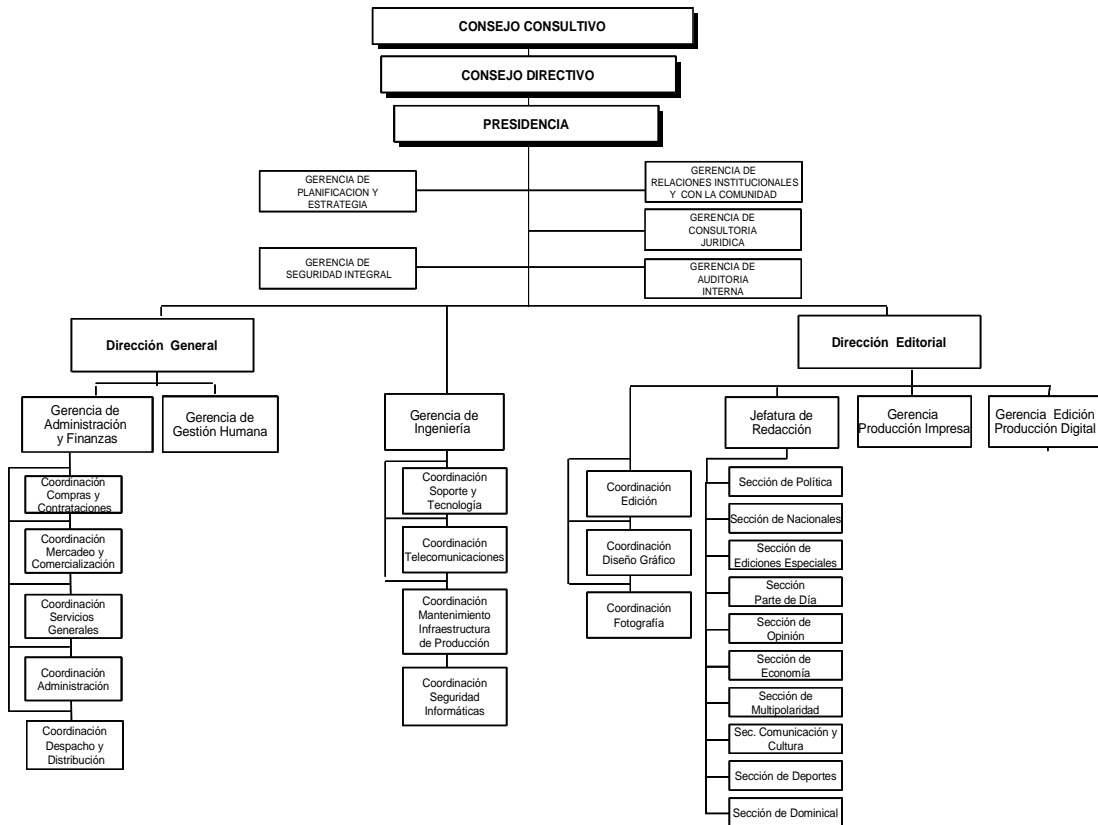 CONSEJO CONSULTIVO
CONSEJO DIRECTIVO
PRESIDENCIA
GERENCIA DE
PLANIFICACION Y
ESTRATEGIA
GERENCIA DE
RELACIONES INSTITUCIONALES
Y CON LA COMUNIDAD
GERENCIA DE
CONSULTORIA
JURIDICA
GERENCIA DE
SEGURIDAD INTEGRAL
GERENCIA DE
AUDITORIA
INTERNA
Dirección General
Dirección Editorial
Gerencia de
Administración
y Finanzas
Gerencia de
Gestión Humana
Gerencia de
Ingeniería
Jefatura de
Redacción
Gerencia
Producción Impresa
Gerencia Edición
Producción Digital
Coordinación
Compras y
Contrataciones
Coordinación
Mercadeo y
Comercialización
Coordinación
Servicios
Generales
Coordinación
Administración
Coordinación
Despacho y
Distribución
Coordinación
Soporte y
Tecnología
Coordinación
Telecomunicaciones
Coordinación
Mantenimiento
Infraestructura
de Producción
Coordinación
Seguridad
Informáticas
Coordinación
Edición
Coordinación
Diseño Gráfico
Coordinación
Fotografía
Sección de Política
Sección de Nacionales
Sección de
Ediciones Especiales
Sección
Parte de Día
Sección de
Opinión
Sección de
Economía
Sección de
Multipolaridad
Sec. Comunicación y
Cultura
Sección de Deportes
Sección de Dominical